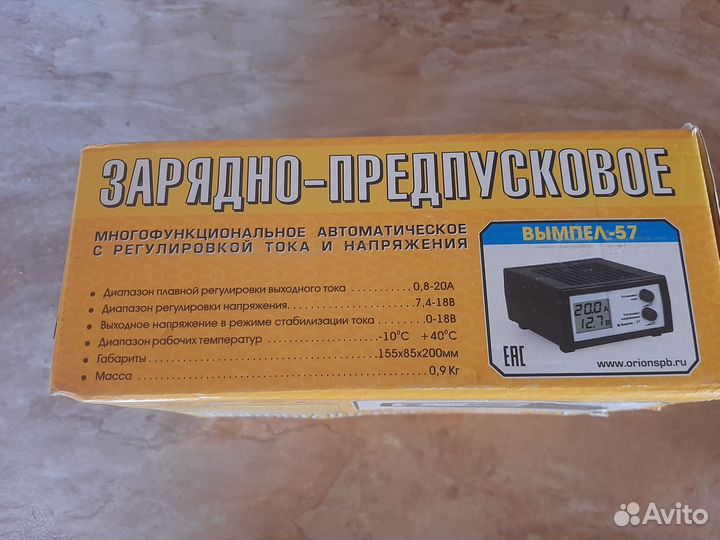 ЗАРЯДНО-ПРЕДПУСКОВОЕ
МНОГОФУНКЦИОНАЛЬНОЕ АВТОМАТИЧЕСКОЕ
С РЕГУЛИРОВКОЙ ТОКА И НАПРЯЖЕНИЯ
• Диапазон плавной регулировки выходного тока ........... 0,8-20А
• Диапазон регулировки напряжения........................ 7,4-18В
• Выходное напряжение в режиме стабилизации тока ......... 0-18В
• Диапазон рабочих температур .................... -10°С +40°С
• Габариты ................................ 155х85х200мм
• Масса ........................................... 0,9 Кг
ВЫМПЕЛ-57
20.0 А
12.7 В
Вымпел - 57
ЕАС
www.orionspb.ru
Avito